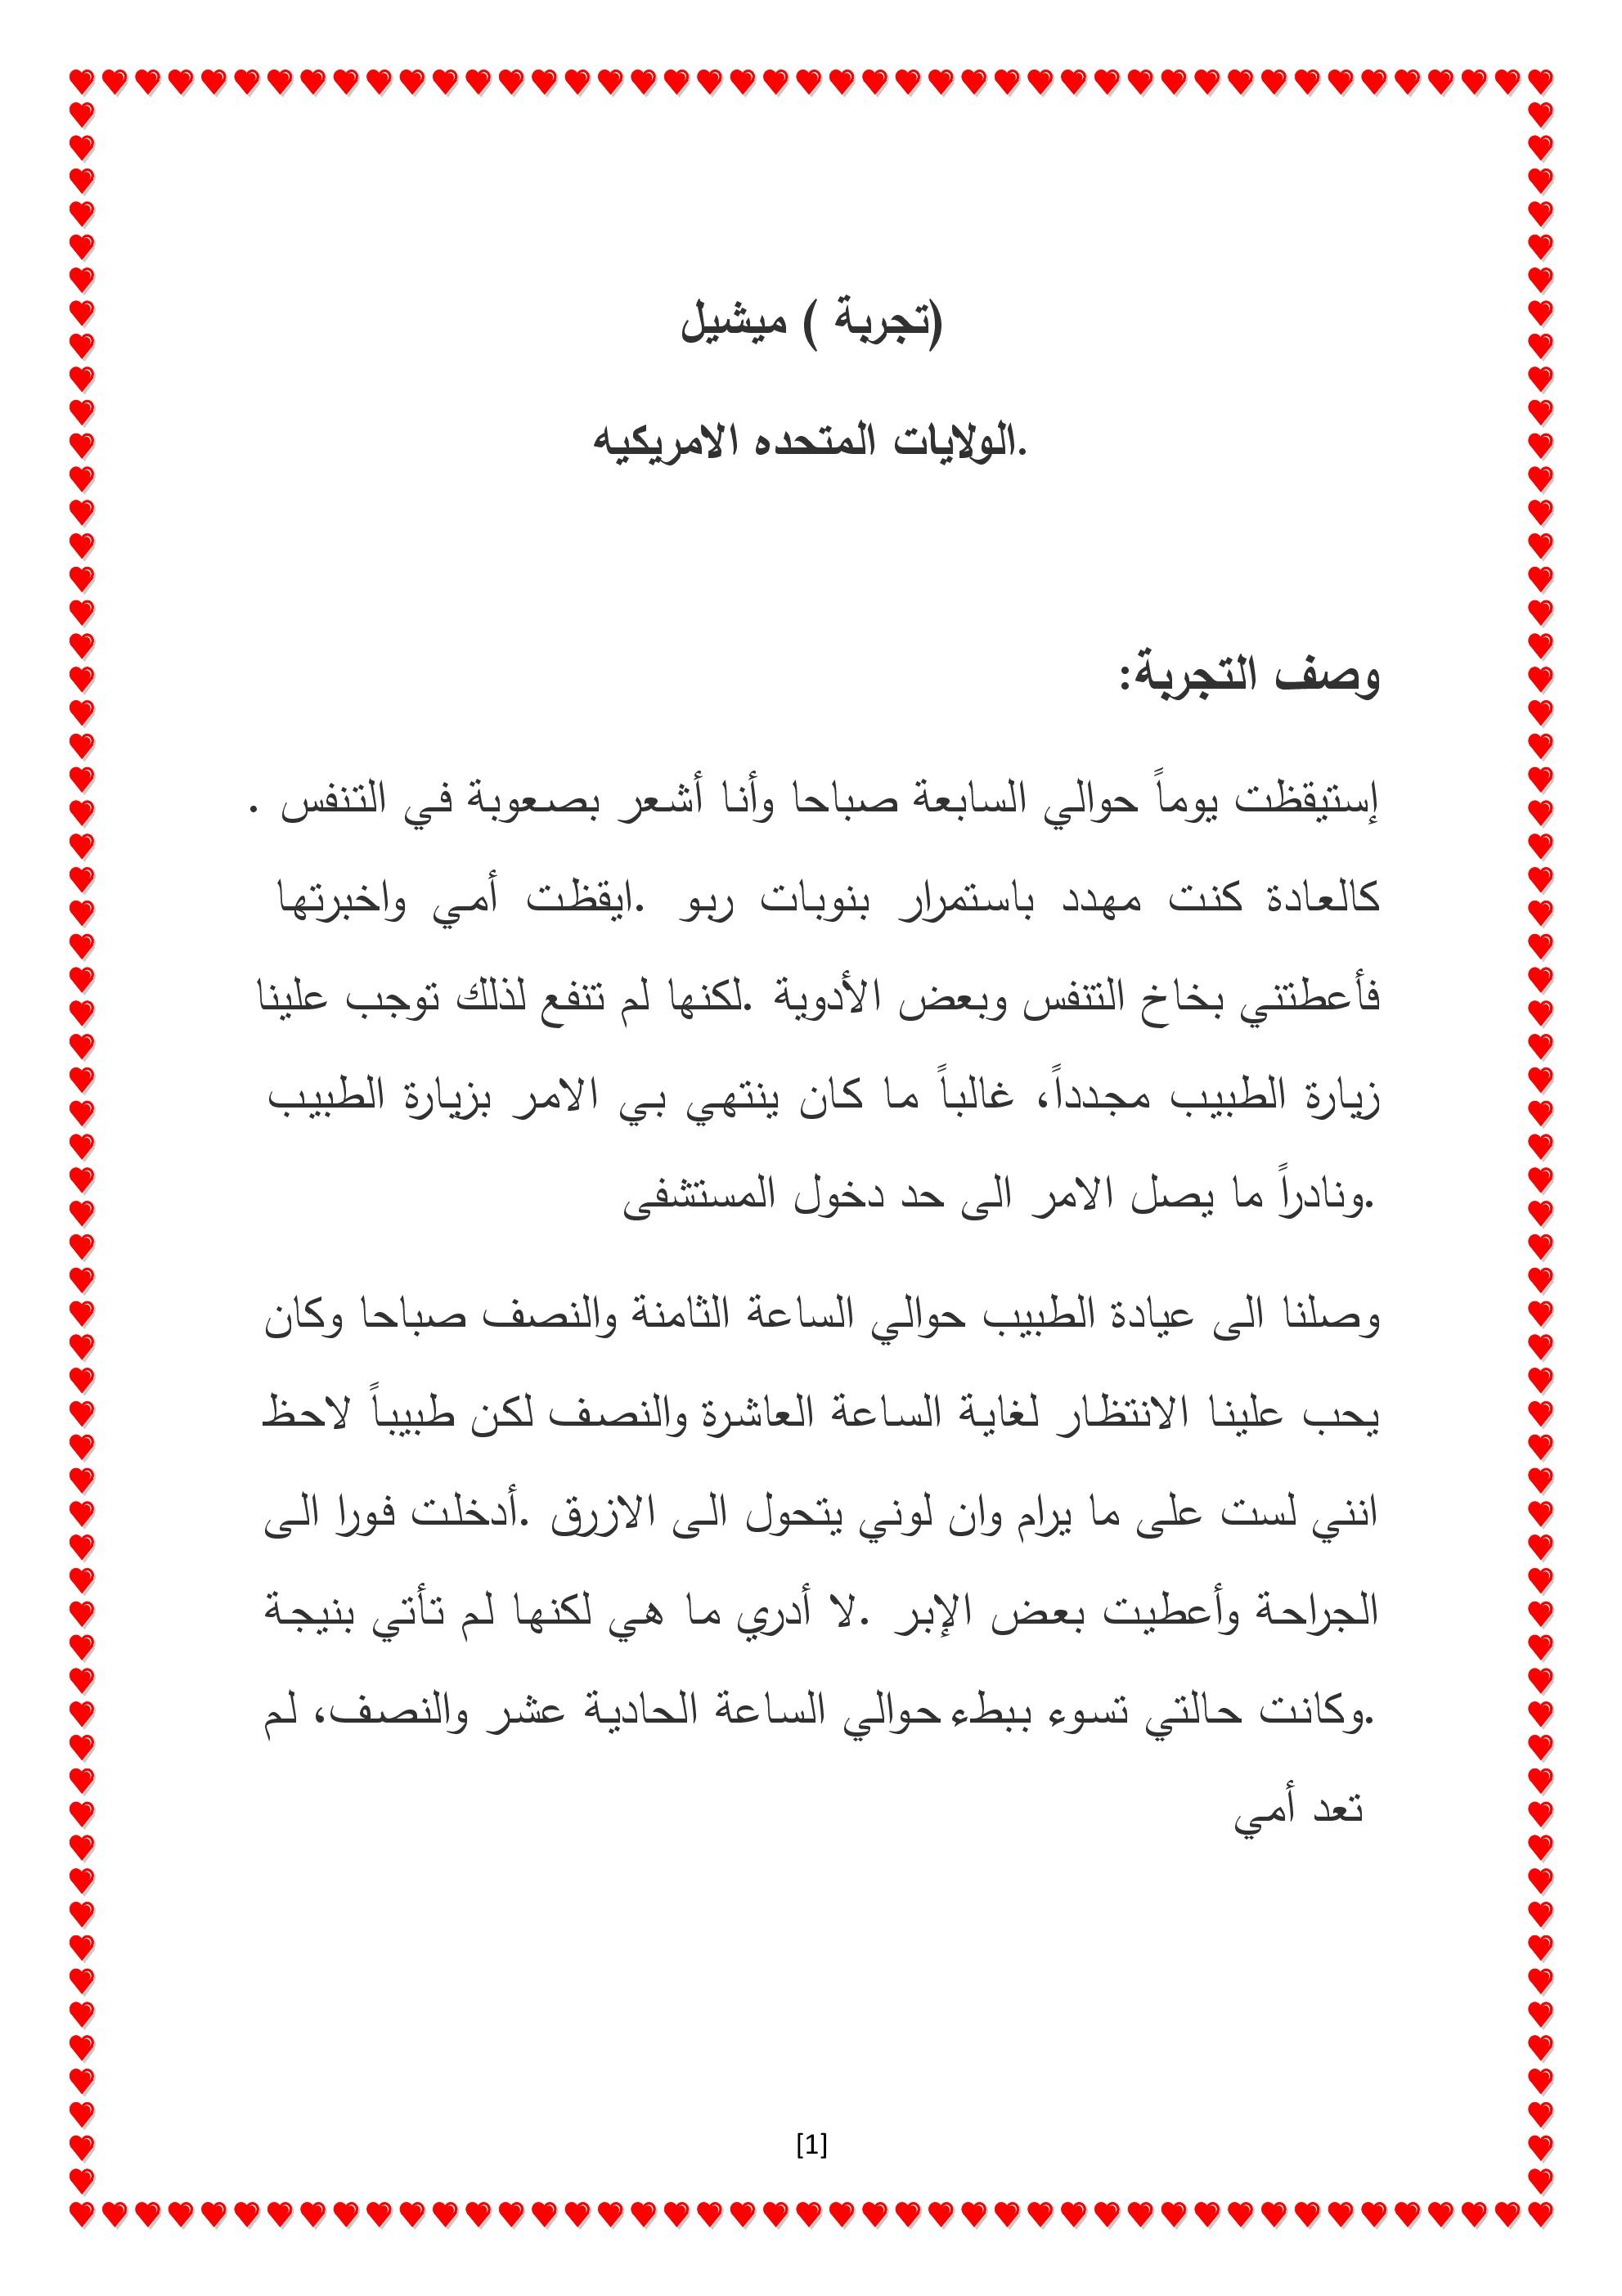 (تجربة ) ميشيل
.الولايات المتحده الامريكيه
وصف التجربة:
إستيقظت يوماً حوالي السابعة صباحا وأنا أشعر بصعوبة في التنفس .
كالعادة كنت مهدد باستمرار بنوبات ربو .ايقظت أمي واخبرتها
فأعطتتي بخاخ التنفس وبعض الأدوية .لكنها لم تنفع لذلك توجب علينا
زيارة الطبيب مجدداً، غالباً ما كان ينتهي بي الامر بزيارة الطبيب
.ونادراً ما يصل الامر الى حد دخول المستشفى
وصلنا الى عيادة الطبيب حوالي الساعة الثامنة والنصف صباحا وكان
يحب علينا الانتظار لغاية الساعة العاشرة والنصف لكن طبيباً لاحظ
انني لست على ما يرام وان لوني يتحول الى الازرق .أدخلت فورا الى
الجراحة وأعطيت بعض الإبر .لا أدري ما هي لكنها لم تأتي بنيجة
.وكانت حالتي تسوء ببطء حوالي الساعة الحادية عشر والنصف، لم
تعد أمي
[1]